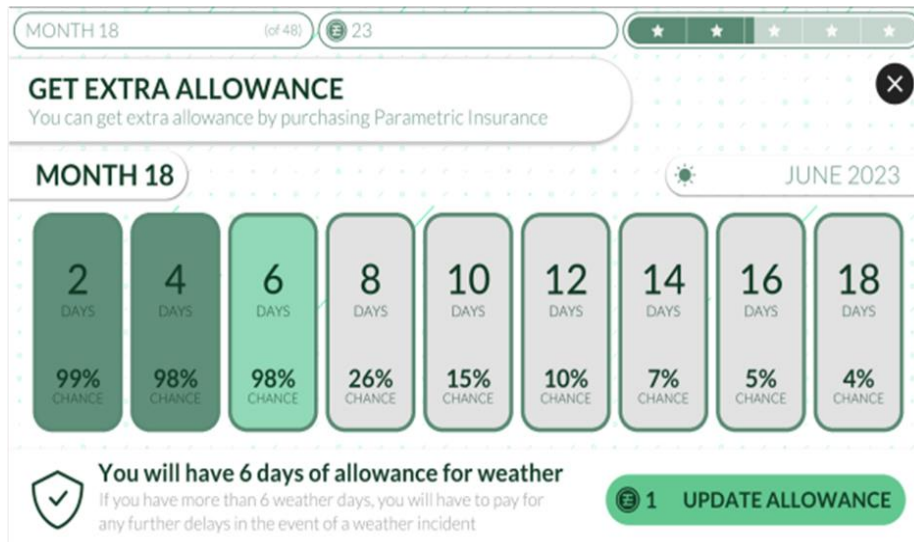 MONTH 18 (of 48) 23
GET EXTRA ALLOWANCE
You can get extra allowance by purchasing Parametric Insurance
MONTH 18 JUNE 2023
2 4 6 8 10 12 14 16 18
DAYS DAYS DAYS DAYS DAYS DAYS DAYS DAYS DAYS
99% 98% 98% 26% 15% 10% 7% 5% 4%
CHANCE CHANCE CHANCE CHANCE CHANCE CHANCE CHANCE CHANCE CHANCE
You will have 6 days of allowance for weather
If you have more than 6 weather days, you will have to pay for
any further delays in the event of a weather incident
1 UPDATE ALLOWANCE